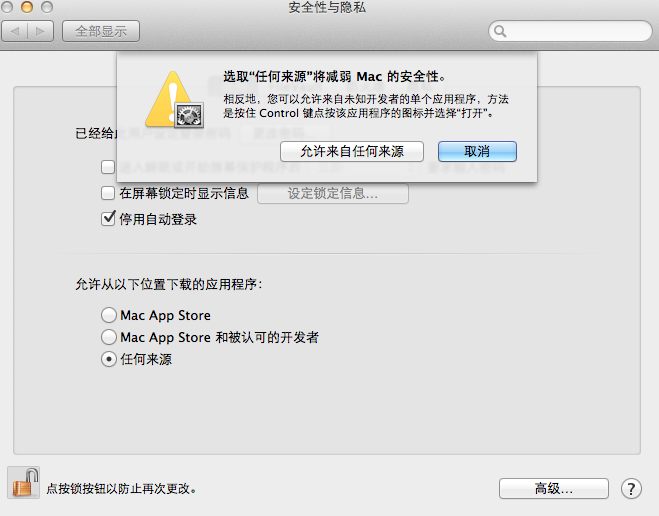 安全性与隐私
全部显示
选取“任何来源”将减弱 Mac 的安全性。
相反地，您可以允许来自未知开发者的单个应用程序，方法
是按住 Control 键点按该应用程序的图标并选择“打开”。
允许来自任何来源
取消
已经给
在屏幕锁定时显示信息
设定锁定信息...
停用自动登录
允许从以下位置下载的应用程序：
Mac App Store
Mac App Store 和被认可的开发者
任何来源
点按锁按钮以防止再次更改。
高级...
?